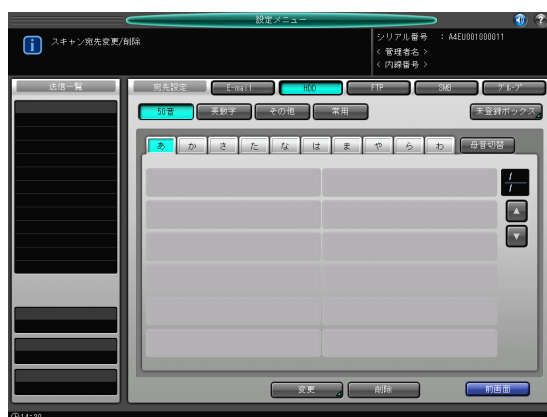 設定メニュー
スキャン宛先変更/削除
シリアル番号 : A4EU001000011
< 管理者名 >
< 内線番号 >
送信一覧
宛先設定 E-mail HDD FTP SMB グループ
50音 英数字 その他 常用 未登録ボックス
あ か さ た な は ま や ら わ 母音切替
1/1
変更 削除 前画面
14:30